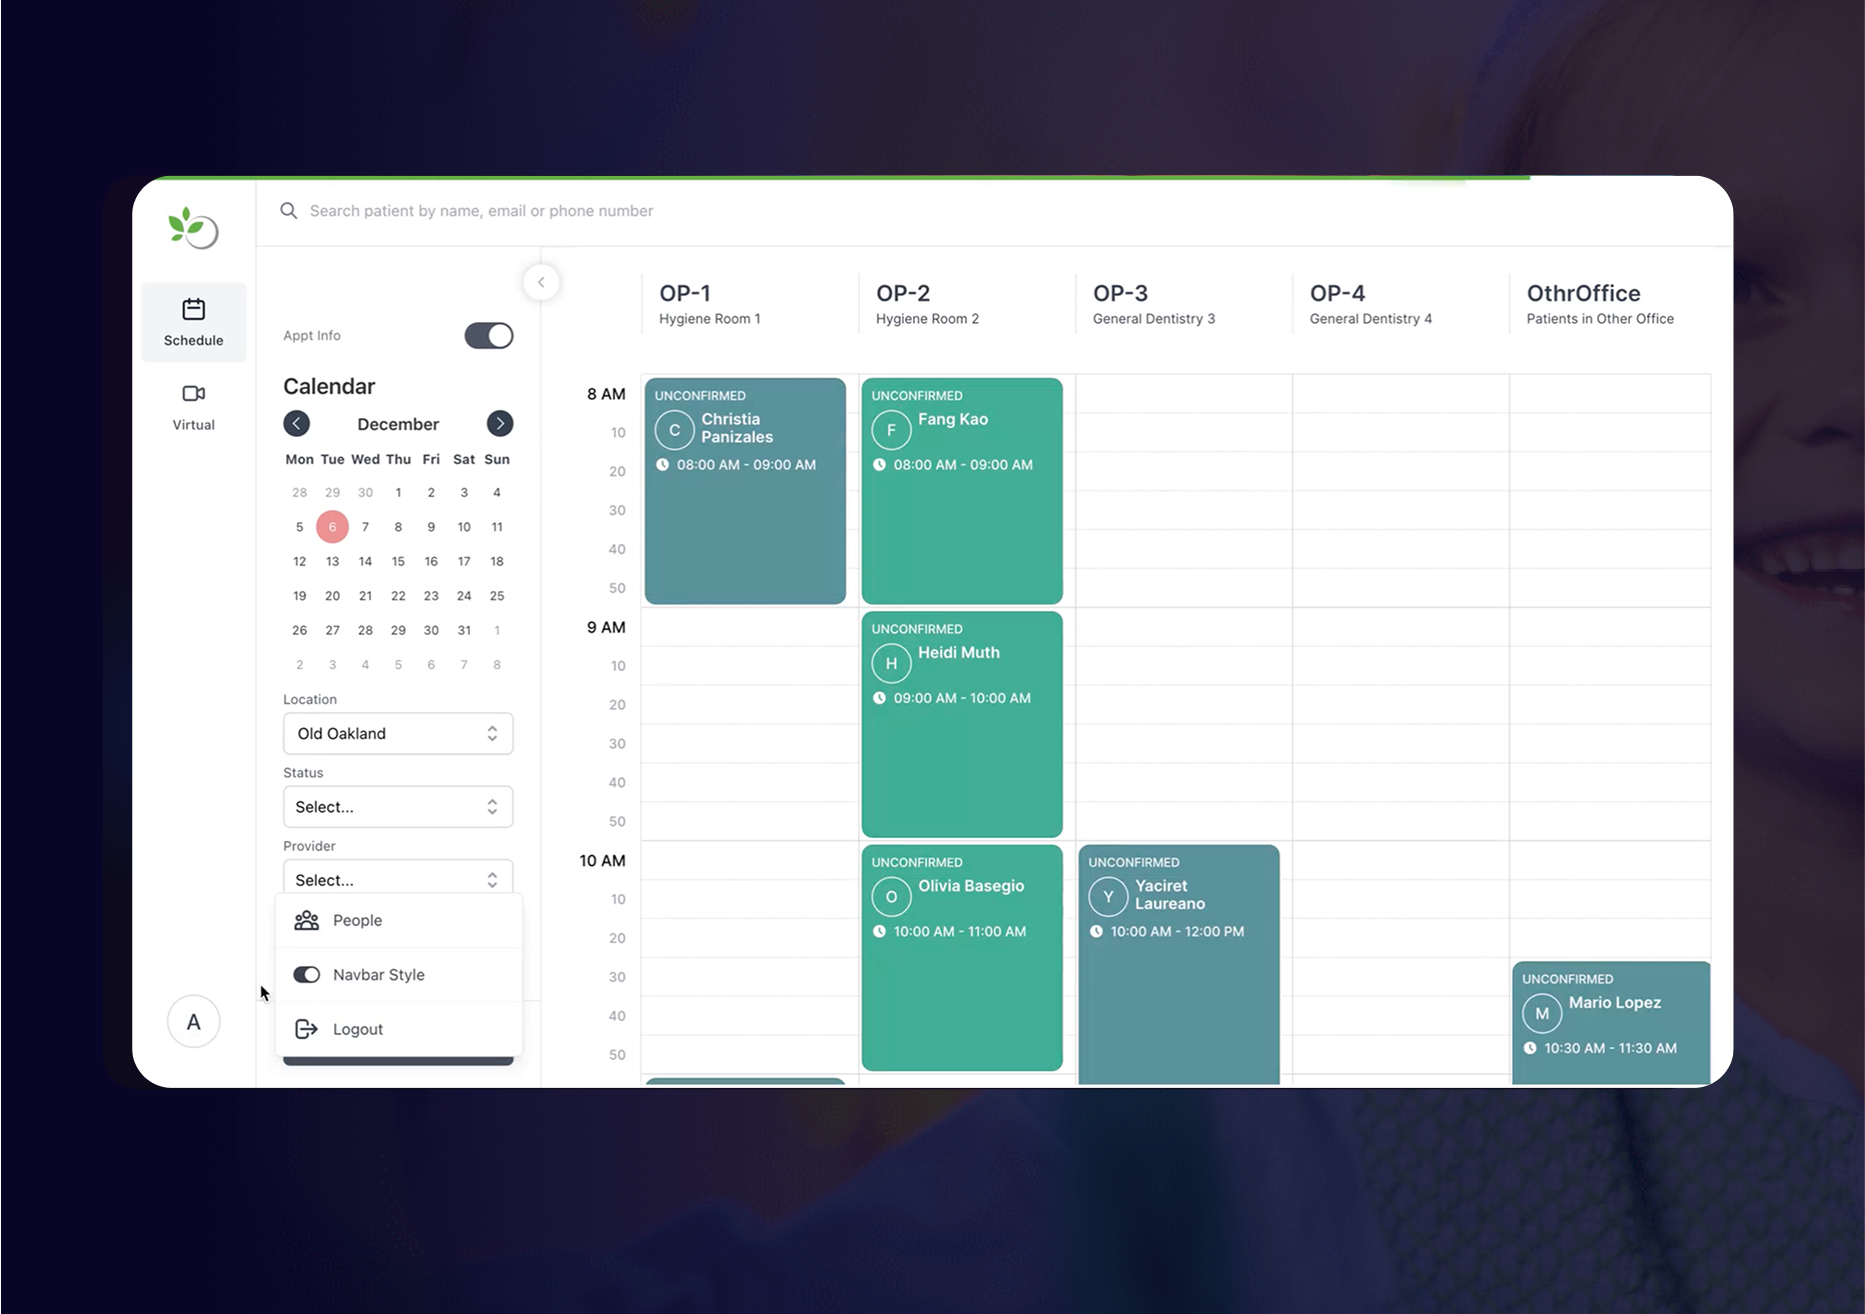 Search patient by name, email or phone number
Schedule
Virtual
A
Appt Info
Calendar
December
Mon Tue Wed Thu Fri Sat Sun
28 29 30 1 2 3 4
5 6 7 8 9 10 11
12 13 14 15 16 17 18
19 20 21 22 23 24 25
26 27 28 29 30 31 1
2 3 4 5 6 7 8
Location
Old Oakland
Status
Select...
Provider
Select...
People
Navbar Style
Logout
OP-1
Hygiene Room 1
OP-2
Hygiene Room 2
OP-3
General Dentistry 3
OP-4
General Dentistry 4
OthrOffice
Patients in Other Office
8 AM
10
20
30
40
50
9 AM
10
20
30
40
50
10 AM
10
20
30
40
50
UNCONFIRMED
C
Christia
Panizales
08:00 AM - 09:00 AM
UNCONFIRMED
F
Fang Kao
08:00 AM - 09:00 AM
UNCONFIRMED
H
Heidi Muth
09:00 AM - 10:00 AM
UNCONFIRMED
O
Olivia Basegio
10:00 AM - 11:00 AM
UNCONFIRMED
Y
Yaciret
Laureano
10:00 AM - 12:00 PM
UNCONFIRMED
M
Mario Lopez
10:30 AM - 11:30 AM